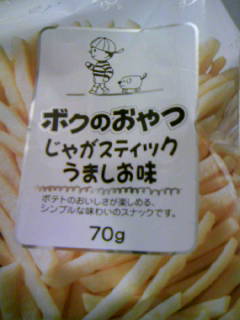 ボクのおやつ
じゃがスティック
うましお味
ポテトのおいしさが楽しめる、
シンプルな味わいのスナックです。
70g